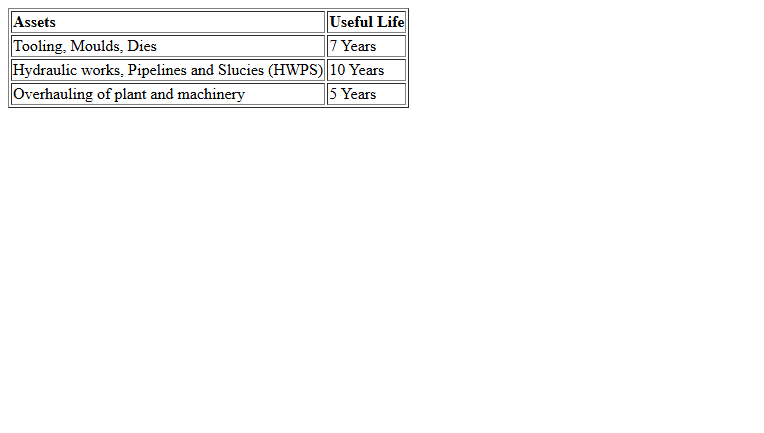 Assets Useful Life
Tooling, Moulds, Dies 7 Years
Hydraulic works, Pipelines and Slucies (HWPS) 10 Years
Overhauling of plant and machinery 5 Years